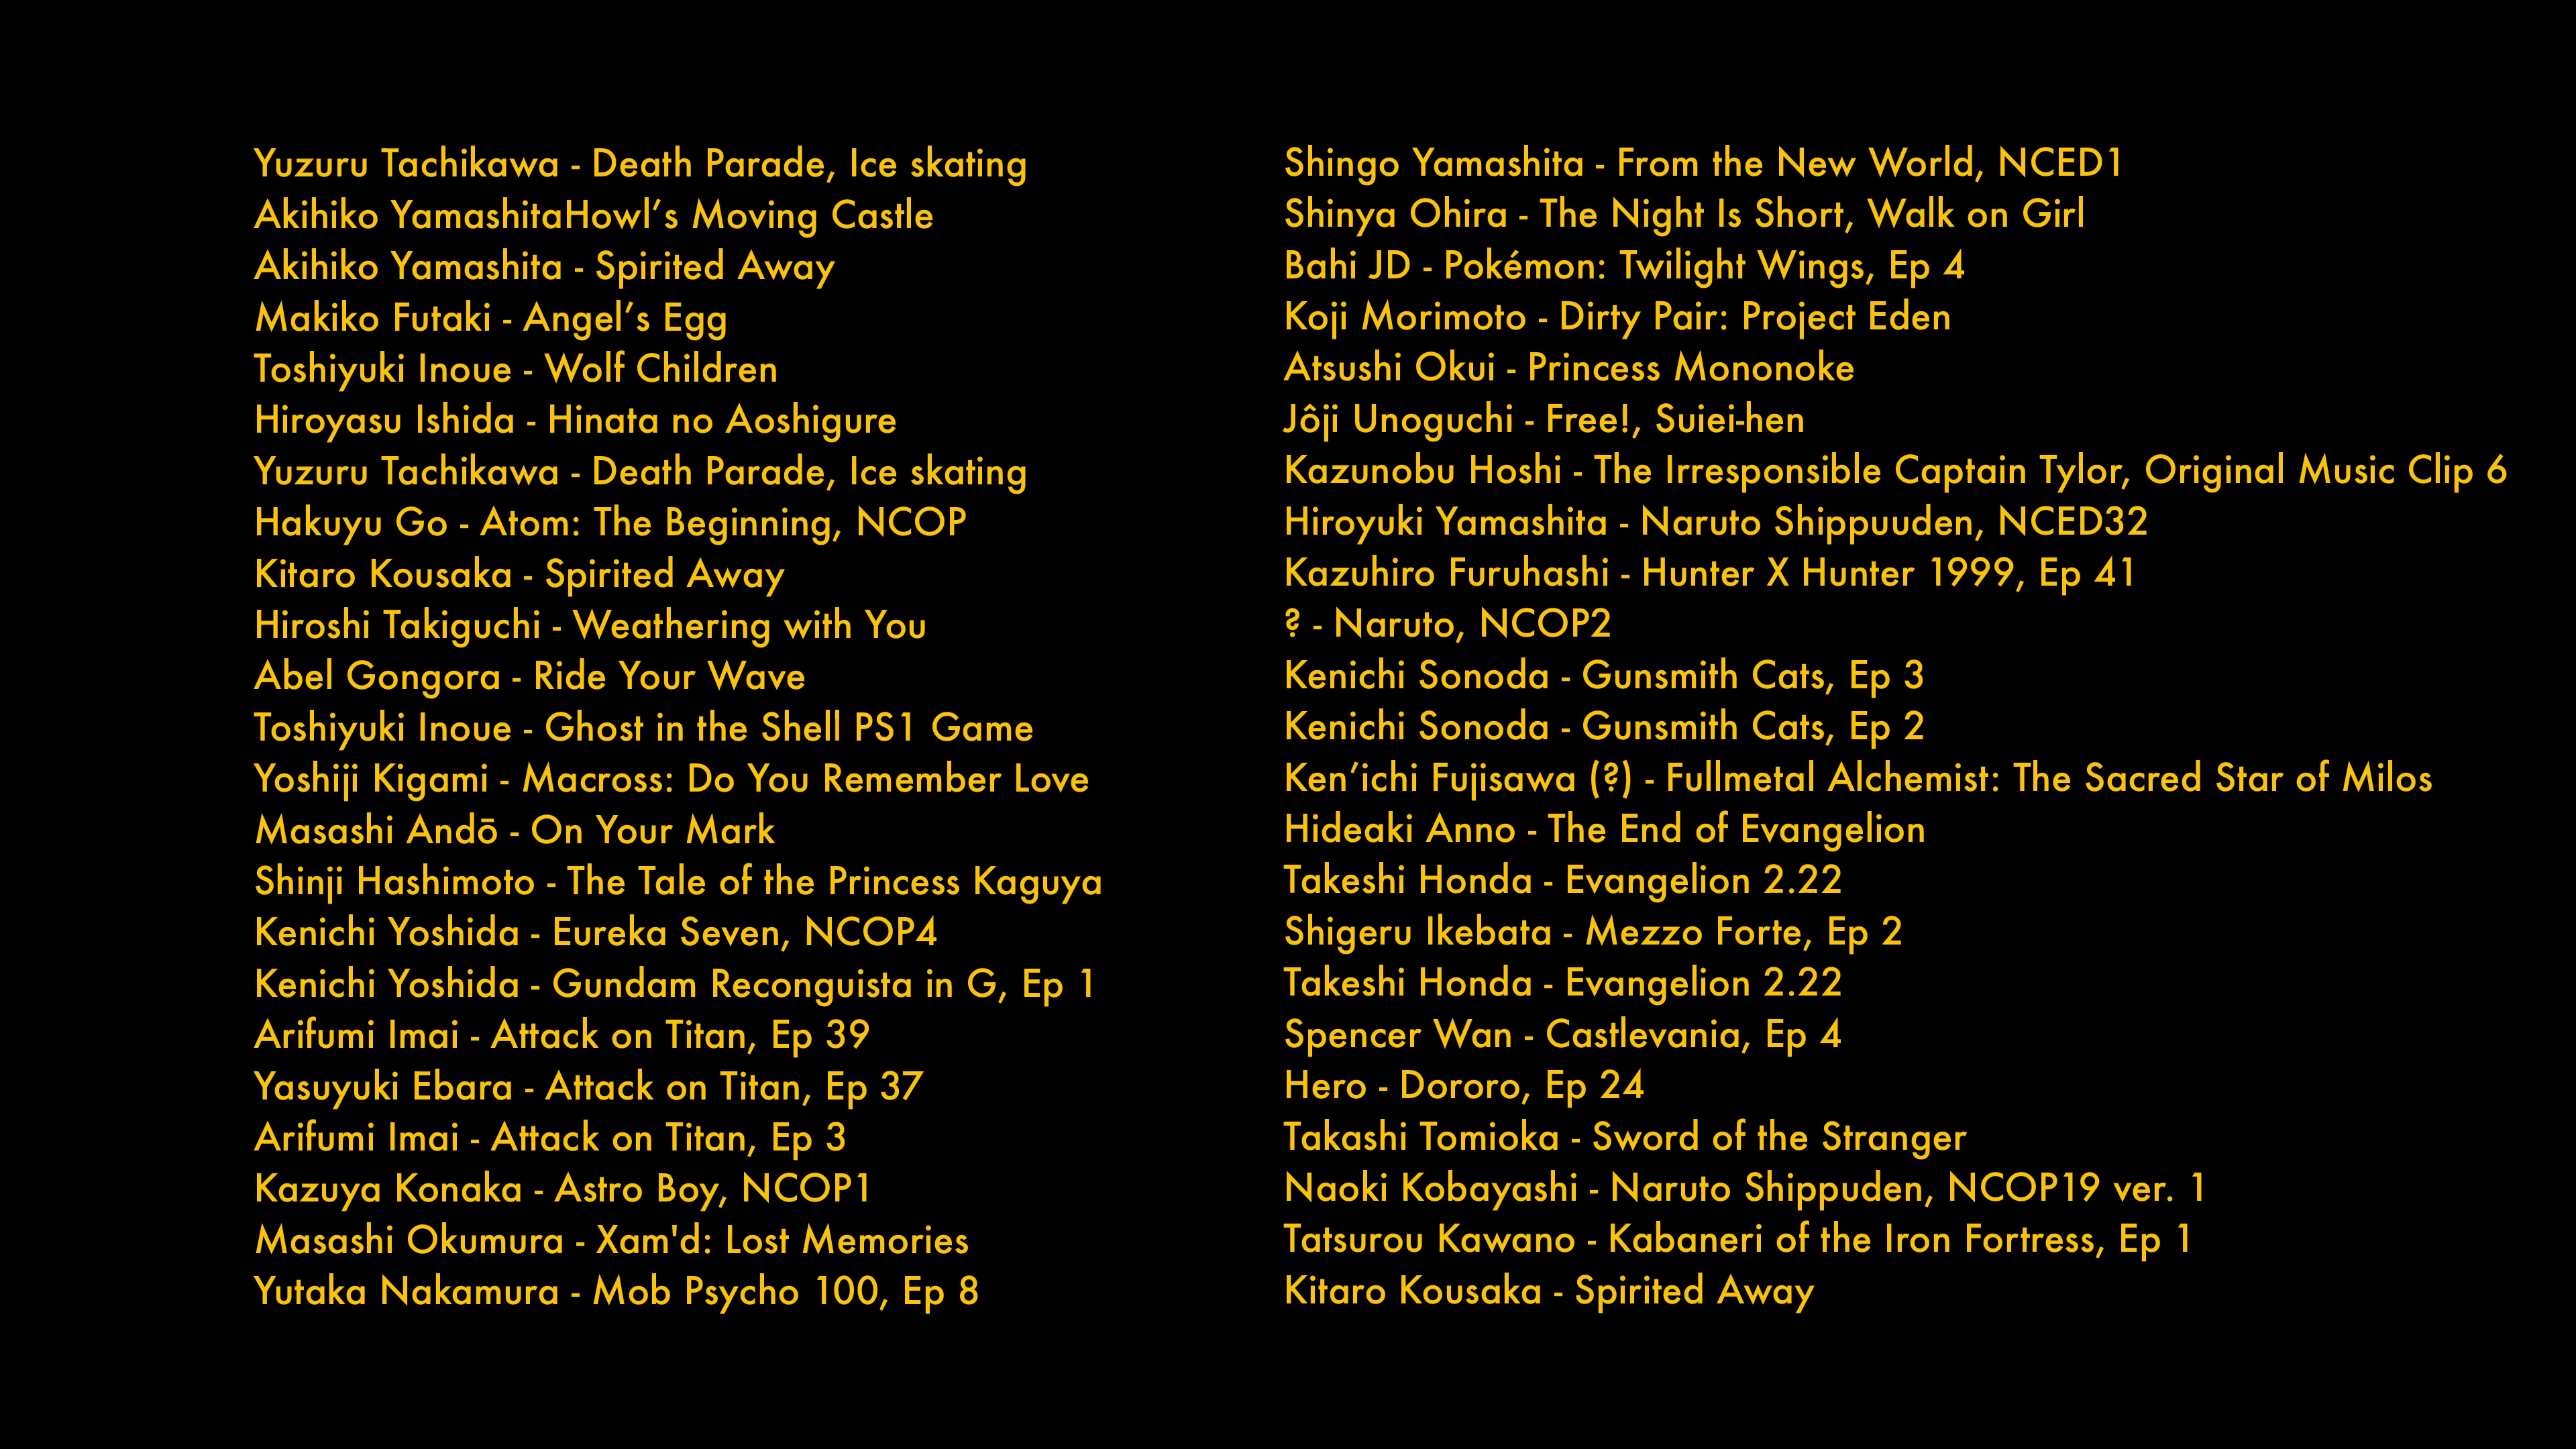 Yuzuru Tachikawa - Death Parade, Ice skating
Akihiko YamashitaHowl’s Moving Castle
Akihiko Yamashita - Spirited Away
Makiko Futaki - Angel’s Egg
Toshiyuki Inoue - Wolf Children
Hiroyasu Ishida - Hinata no Aoshigure
Yuzuru Tachikawa - Death Parade, Ice skating
Hakuyu Go - Atom: The Beginning, NCOP
Kitaro Kousaka - Spirited Away
Hiroshi Takiguchi - Weathering with You
Abel Gongora - Ride Your Wave
Toshiyuki Inoue - Ghost in the Shell PS1 Game
Yoshiji Kigami - Macross: Do You Remember Love
Masashi Andō - On Your Mark
Shinji Hashimoto - The Tale of the Princess Kaguya
Kenichi Yoshida - Eureka Seven, NCOP4
Kenichi Yoshida - Gundam Reconguista in G, Ep 1
Arifumi Imai - Attack on Titan, Ep 39
Yasuyuki Ebara - Attack on Titan, Ep 37
Arifumi Imai - Attack on Titan, Ep 3
Kazuya Konaka - Astro Boy, NCOP1
Masashi Okumura - Xam'd: Lost Memories
Yutaka Nakamura - Mob Psycho 100, Ep 8
Shingo Yamashita - From the New World, NCED1
Shinya Ohira - The Night Is Short, Walk on Girl
Bahi JD - Pokémon: Twilight Wings, Ep 4
Koji Morimoto - Dirty Pair: Project Eden
Atsushi Okui - Princess Mononoke
Jôji Unoguchi - Free!, Suiei-hen
Kazunobu Hoshi - The Irresponsible Captain Tylor, Original Music Clip 6
Hiroyuki Yamashita - Naruto Shippuuden, NCED32
Kazuhiro Furuhashi - Hunter X Hunter 1999, Ep 41
? - Naruto, NCOP2
Kenichi Sonoda - Gunsmith Cats, Ep 3
Kenichi Sonoda - Gunsmith Cats, Ep 2
Ken’ichi Fujisawa (?) - Fullmetal Alchemist: The Sacred Star of Milos
Hideaki Anno - The End of Evangelion
Takeshi Honda - Evangelion 2.22
Shigeru Ikebata - Mezzo Forte, Ep 2
Takeshi Honda - Evangelion 2.22
Spencer Wan - Castlevania, Ep 4
Hero - Dororo, Ep 24
Takashi Tomioka - Sword of the Stranger
Naoki Kobayashi - Naruto Shippuden, NCOP19 ver. 1
Tatsurou Kawano - Kabaneri of the Iron Fortress, Ep 1
Kitaro Kousaka - Spirited Away